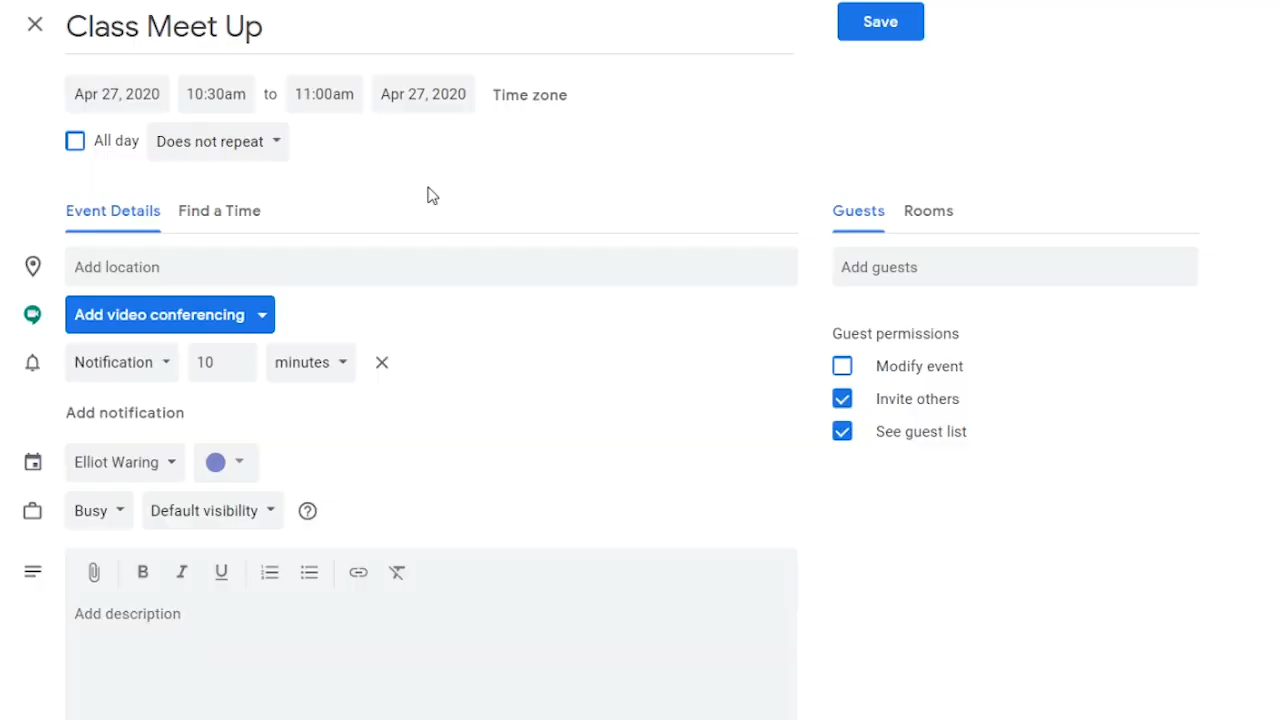 Class Meet Up
Save
Apr 27, 2020 10:30am to 11:00am Apr 27, 2020 Time zone
All day Does not repeat
Event Details Find a Time
Guests Rooms
Add location
Add guests
Add video conferencing
Guest permissions
Notification 10 minutes
Modify event
Invite others
Add notification
See guest list
Elliot Waring
Busy Default visibility
B I U
Add description